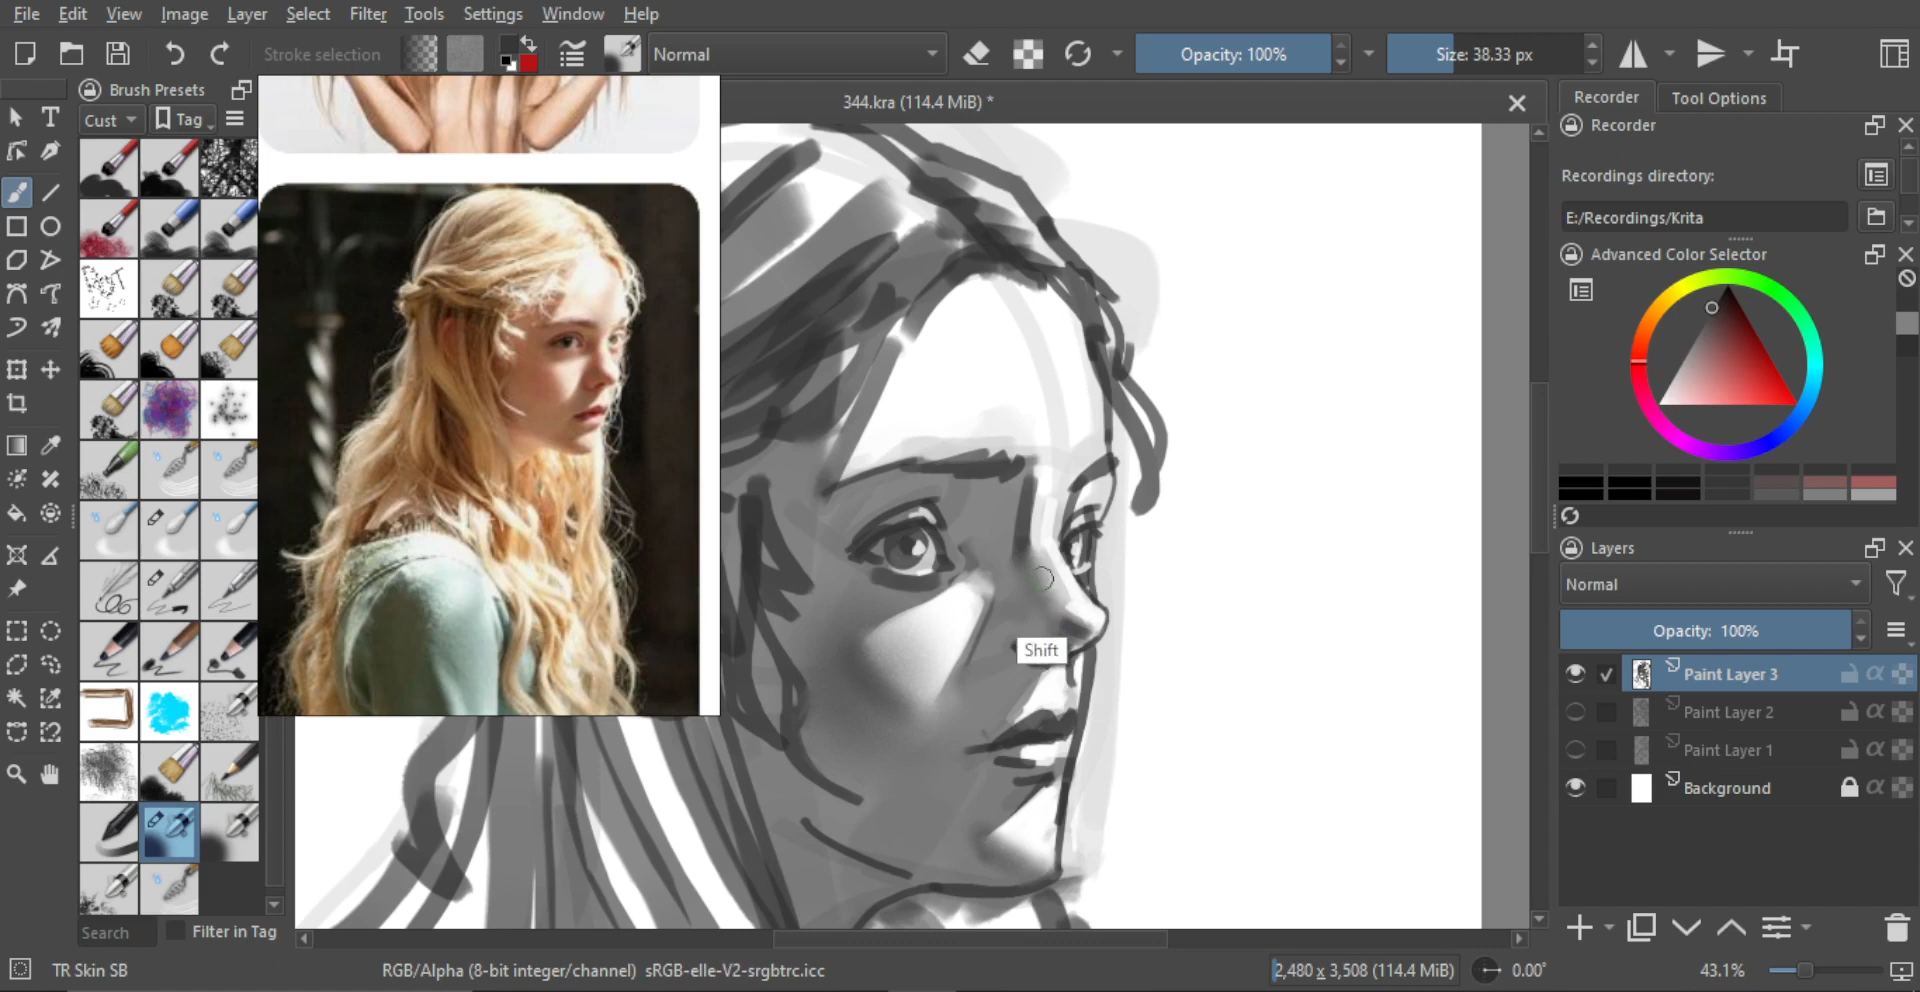 File Edit View Image Layer Select Filter Tools Settings Window Help
Stroke selection Normal Opacity: 100% Size: 38.33 px
Brush Presets
Cust Tag
344.kra (114.4 MiB) *
Recorder Tool Options
Recorder
Recordings directory:
E:/Recordings/Krita
Advanced Color Selector
Layers
Normal
Opacity: 100%
Shift
Paint Layer 3
Paint Layer 2
Paint Layer 1
Background
Search Filter in Tag
TR Skin SB RGB/Alpha (8-bit integer/channel) sRGB-elle-V2-srgbtrc.icc 2,480 x 3,508 (114.4 MiB) 0.00° 43.1%